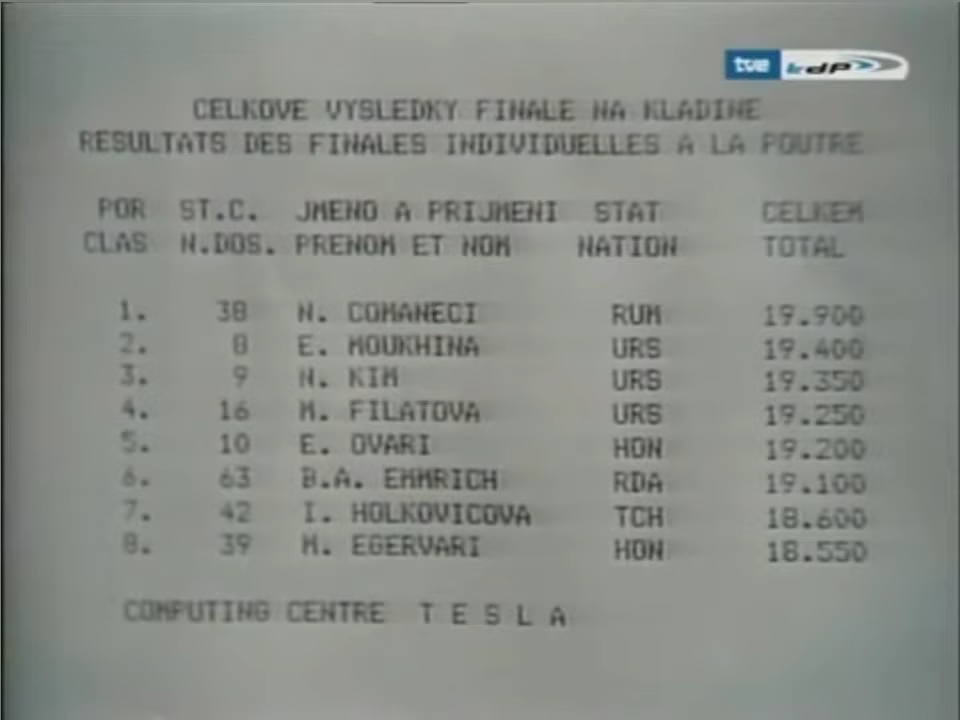 tve tdp
CELKOVE VYSLEDKY FINALE NA KLADINE
RESULTATS DES FINALES INDIVIDUELLES A LA POUTRE
POR ST.C. JMENO A PRIJMENI STAT CELKEM
CLAS N.DOS. PRENOM ET NOM NATION TOTAL
1. 38 N. COMANECI RUM 19.900
2. 8 E. MOUKHINA URS 19.400
3. 9 N. KIM URS 19.350
4. 16 M. FILATOVA URS 19.250
5. 10 E. OVARI HON 19.200
6. 63 B.A. EMMRICH RDA 19.100
7. 42 I. HOLKOVICOVA TCH 18.600
8. 39 M. EGERVARI HON 18.550
COMPUTING CENTRE T E S L A